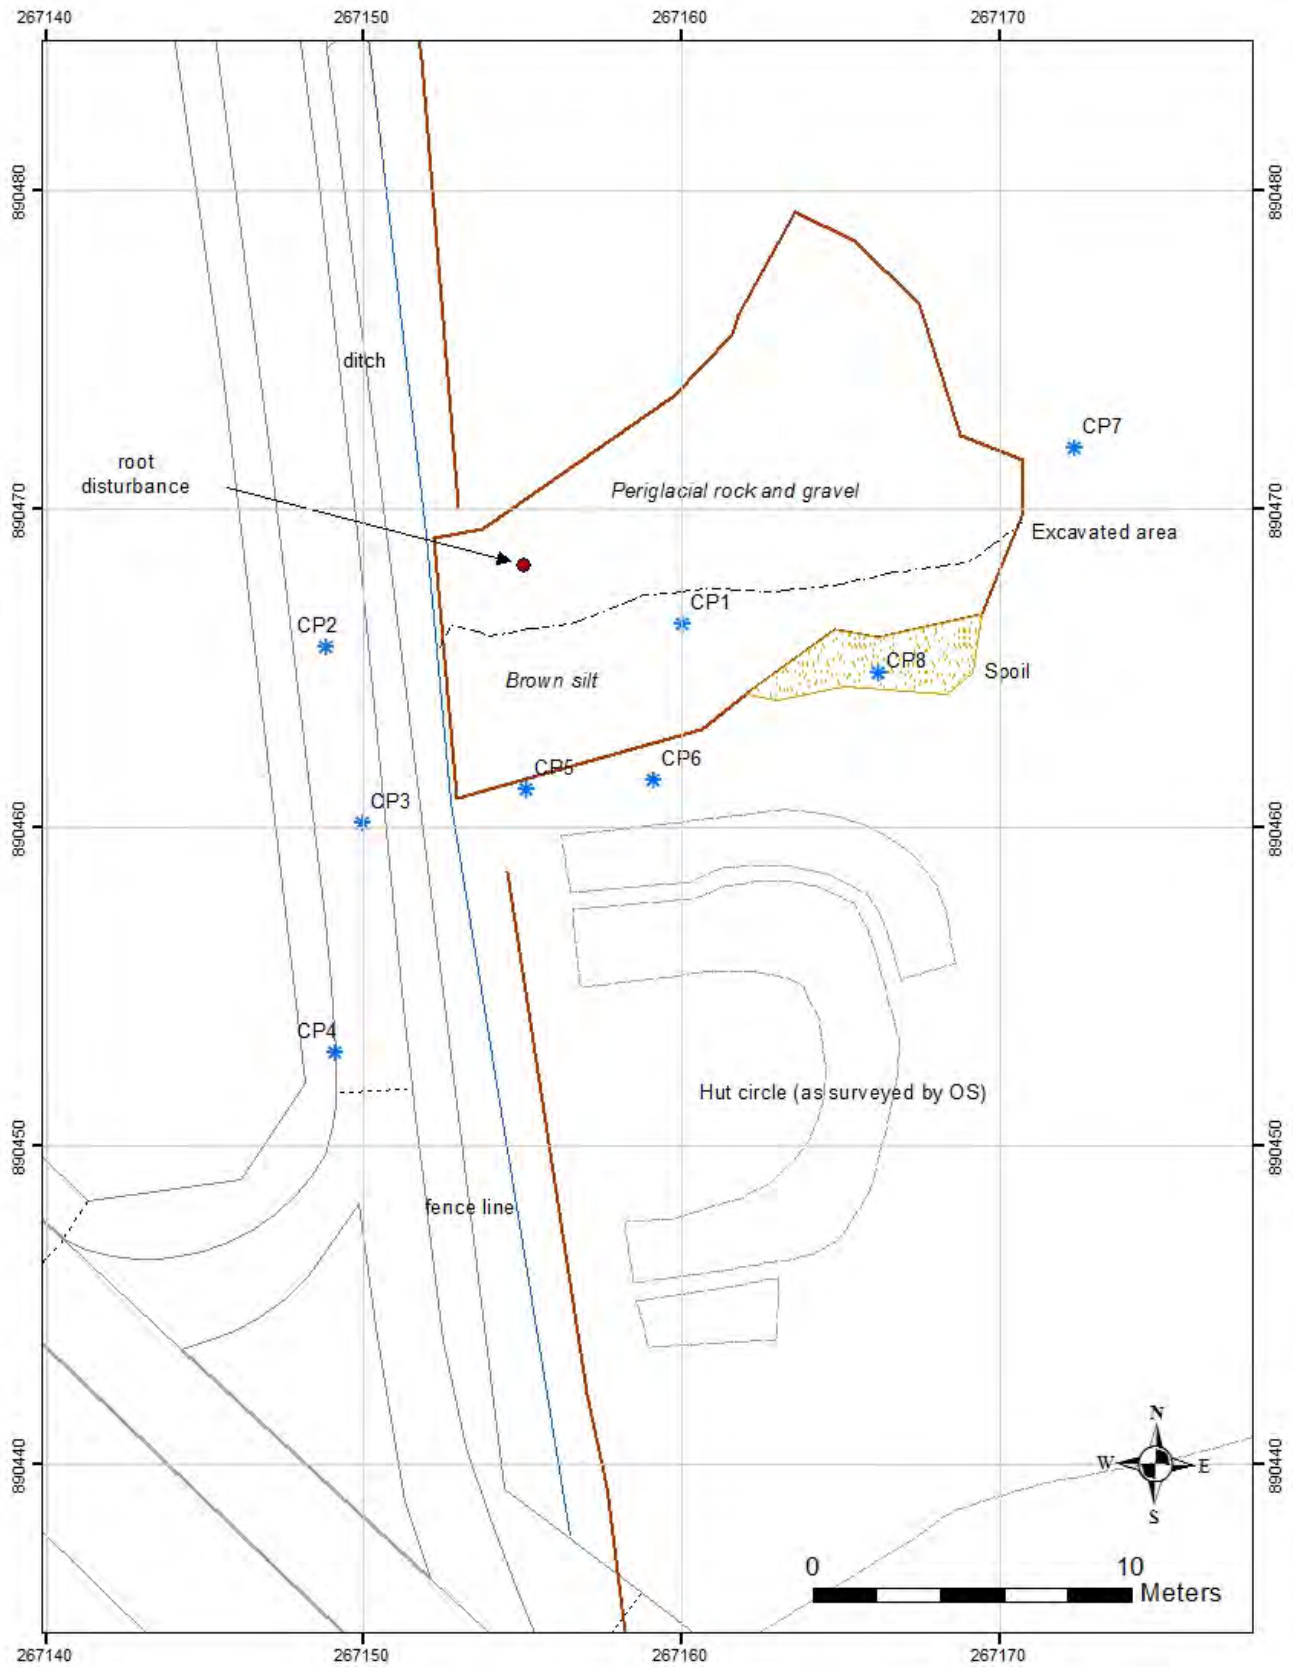 267140
267150
267160
267170
890480
890480
ditch
CP7
root
disturbance
Periglacial rock and gravel
890470
890470
Excavated area
CP1
CP2
CP8
Spoil
Brown silt
CP6
CP5
CP3
890460
890460
CP4
Hut circle (as surveyed by OS)
890450
890450
fence line
N
W
E
S
890440
890440
0
10
Meters
267140
267150
267160
267170